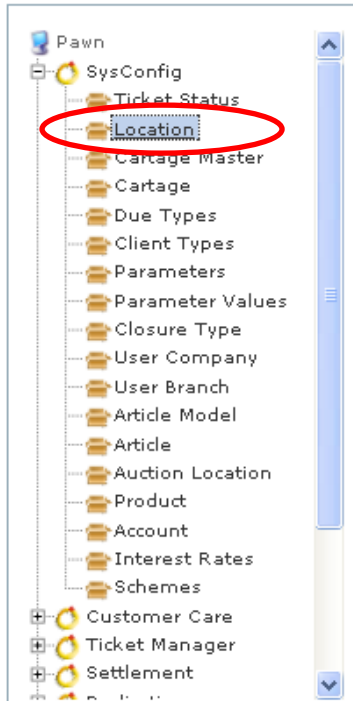 Pawn
SysConfig
Ticket Status
Location
Cartage Master
Cartage
Due Types
Client Types
Parameters
Parameter Values
Closure Type
User Company
User Branch
Article Model
Article
Auction Location
Product
Account
Interest Rates
Schemes
Customer Care
Ticket Manager
Settlement